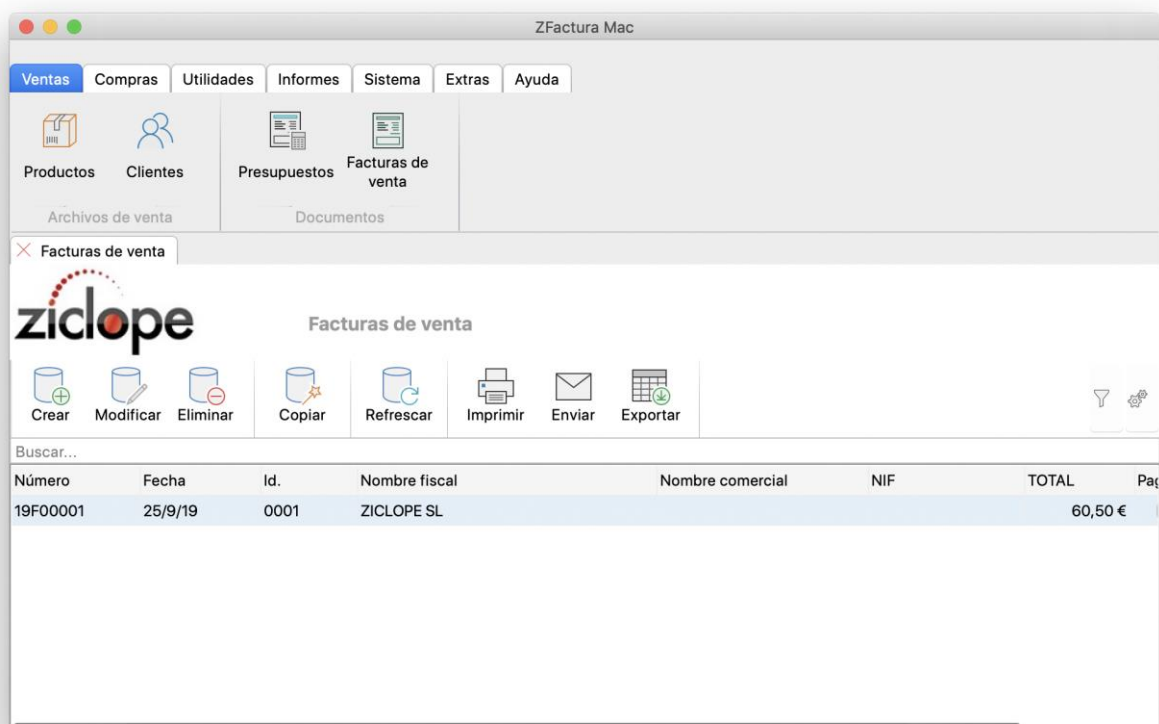 ZFactura Mac
Ventas Compras Utilidades Informes Sistema Extras Ayuda
Productos Clientes Presupuestos Facturas de
venta
Archivos de venta Documentos
Facturas de venta
ziclope Facturas de venta
Crear Modificar Eliminar Copiar Refrescar Imprimir Enviar Exportar
Buscar...
Número Fecha Id. Nombre fiscal Nombre comercial NIF TOTAL
19F00001 25/9/19 0001 ZICLOPE SL 60,50 €